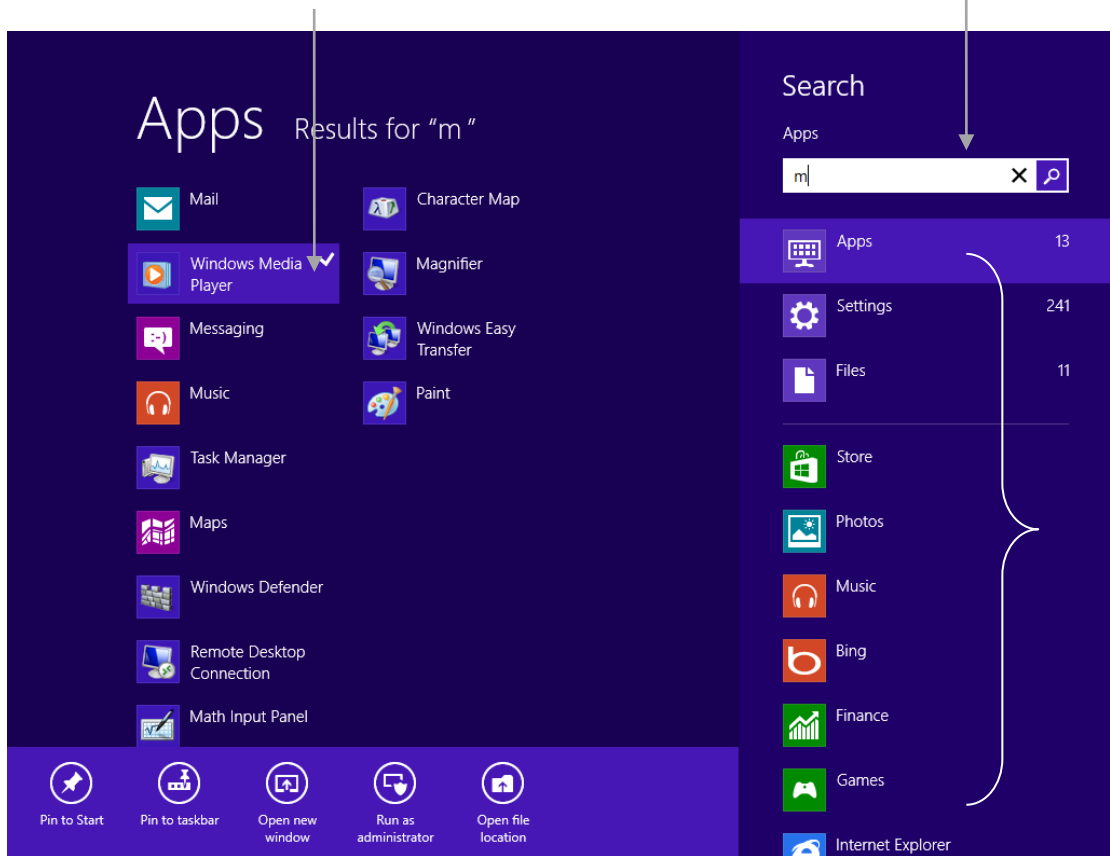 Apps Results for “m”
Mail
Windows Media
Player
Messaging
Music
Task Manager
Maps
Windows Defender
Remote Desktop
Connection
Math Input Panel
Character Map
Magnifier
Windows Easy
Transfer
Paint
Pin to Start
Pin to taskbar
Open new
window
Run as
administrator
Open file
location
Search
Apps
m
Apps 13
Settings 241
Files 11
Store
Photos
Music
Bing
Finance
Games
Internet Explorer